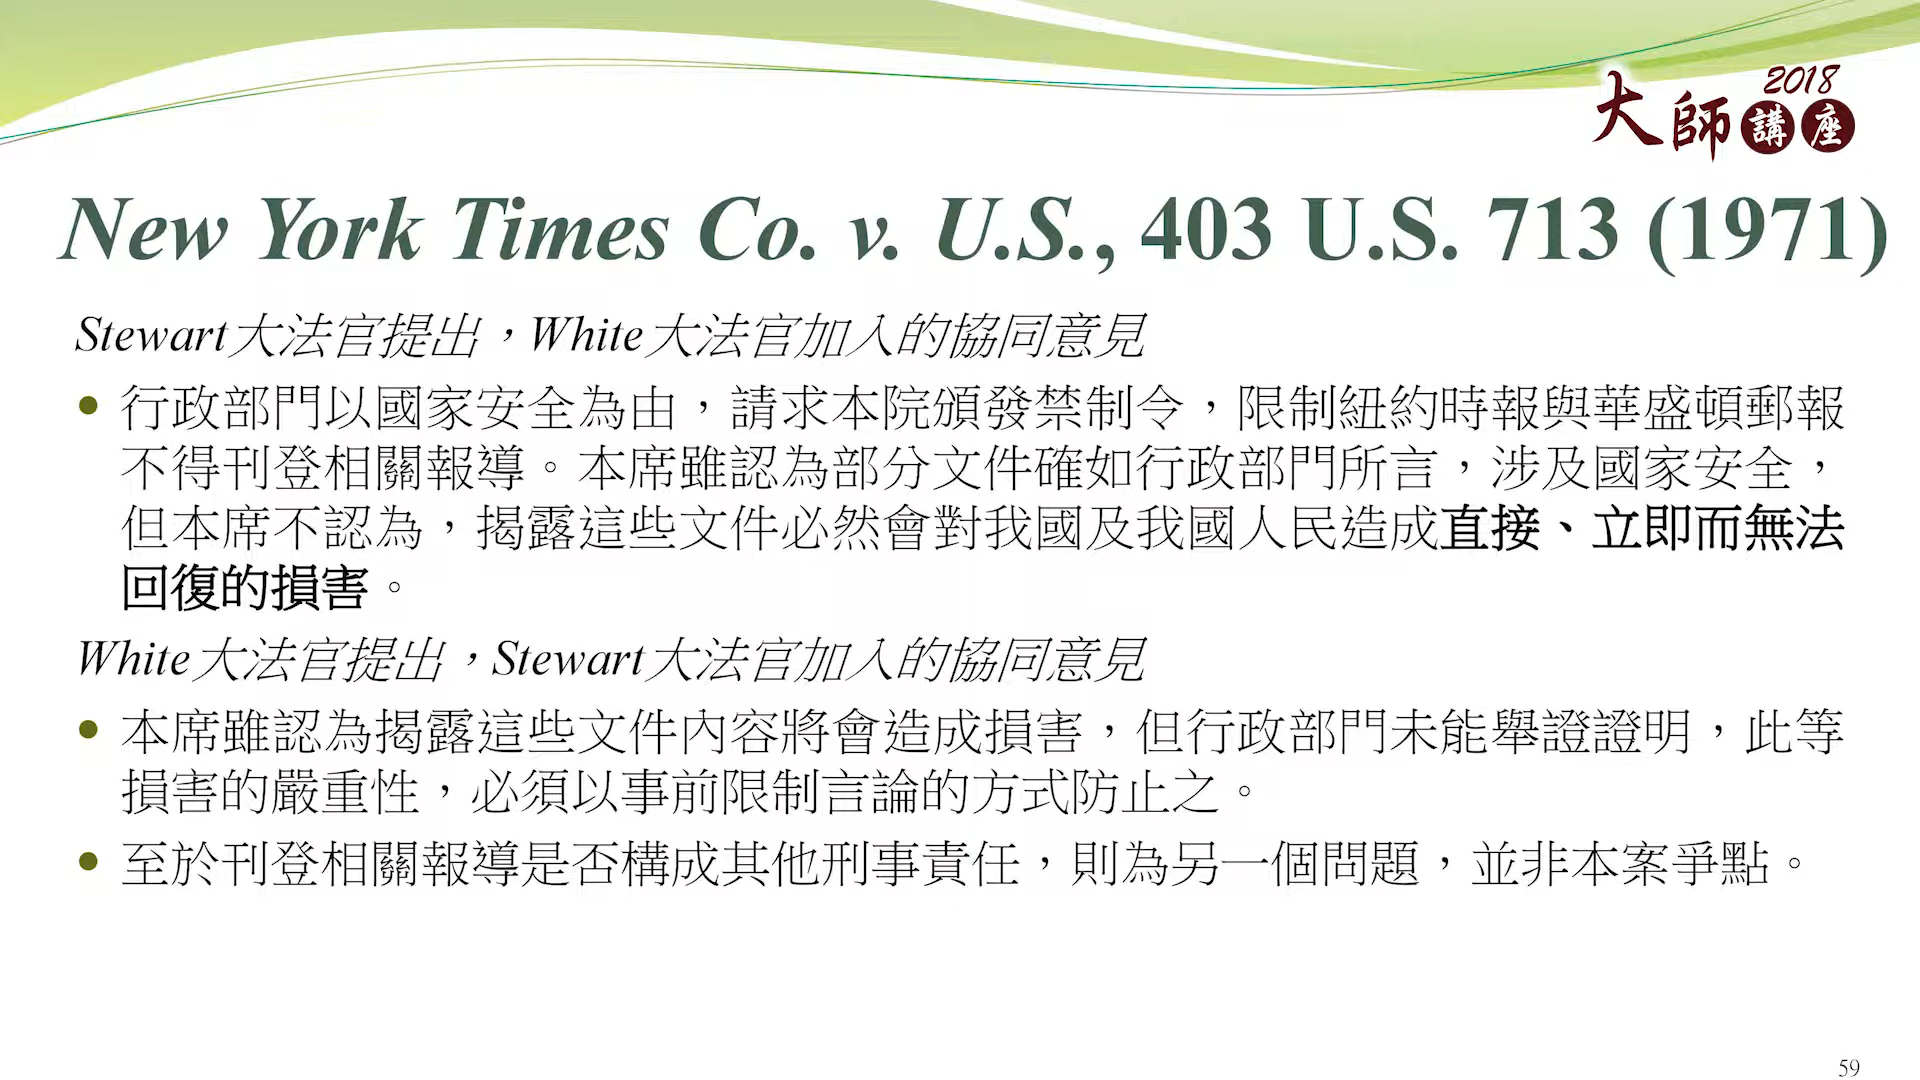 2018
大師講座
New York Times Co. v. U.S., 403 U.S. 713 (1971)
Stewart大法官提出，White大法官加入的協同意見
• 行政部門以國家安全為由，請求本院頒發禁制令，限制紐約時報與華盛頓郵報
不得刊登相關報導。本席雖認為部分文件確如行政部門所言，涉及國家安全，
但本席不認為，揭露這些文件必然會對我國及我國人民造成直接、立即而無法
回復的損害。
White大法官提出，Stewart大法官加入的協同意見
• 本席雖認為揭露這些文件內容將會造成損害，但行政部門未能舉證證明，此等
損害的嚴重性，必須以事前限制言論的方式防止之。
• 至於刊登相關報導是否構成其他刑事責任，則為另一個問題，並非本案爭點。
59